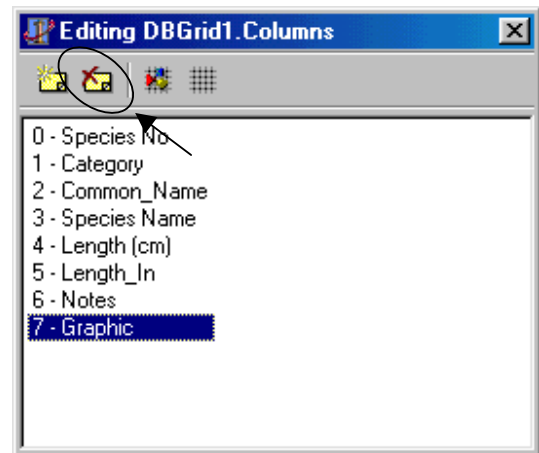 Editing DBGrid1.Columns
0 - Species No
1 - Category
2 - Common_Name
3 - Species Name
4 - Length (cm)
5 - Length_In
6 - Notes
7 - Graphic